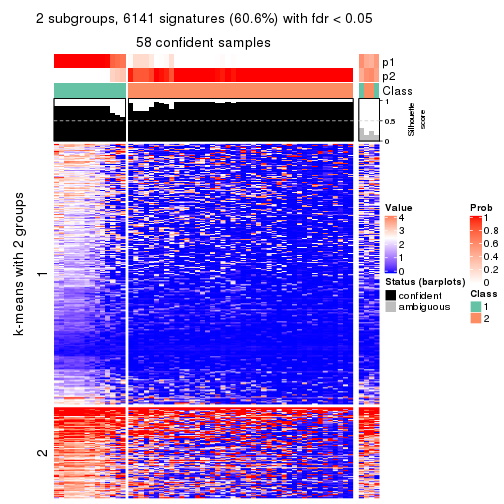 2 subgroups, 6141 signatures (60.6%) with fdr < 0.05
58 confident samples
p1
p2
Class
1
0.5
0
Silhouette
score
k-means with 2 groups
1
2
Value
4
3
2
1
0
Status (barplots)
confident
ambiguous
Prob
1
0.8
0.6
0.4
0.2
0
Class
1
2